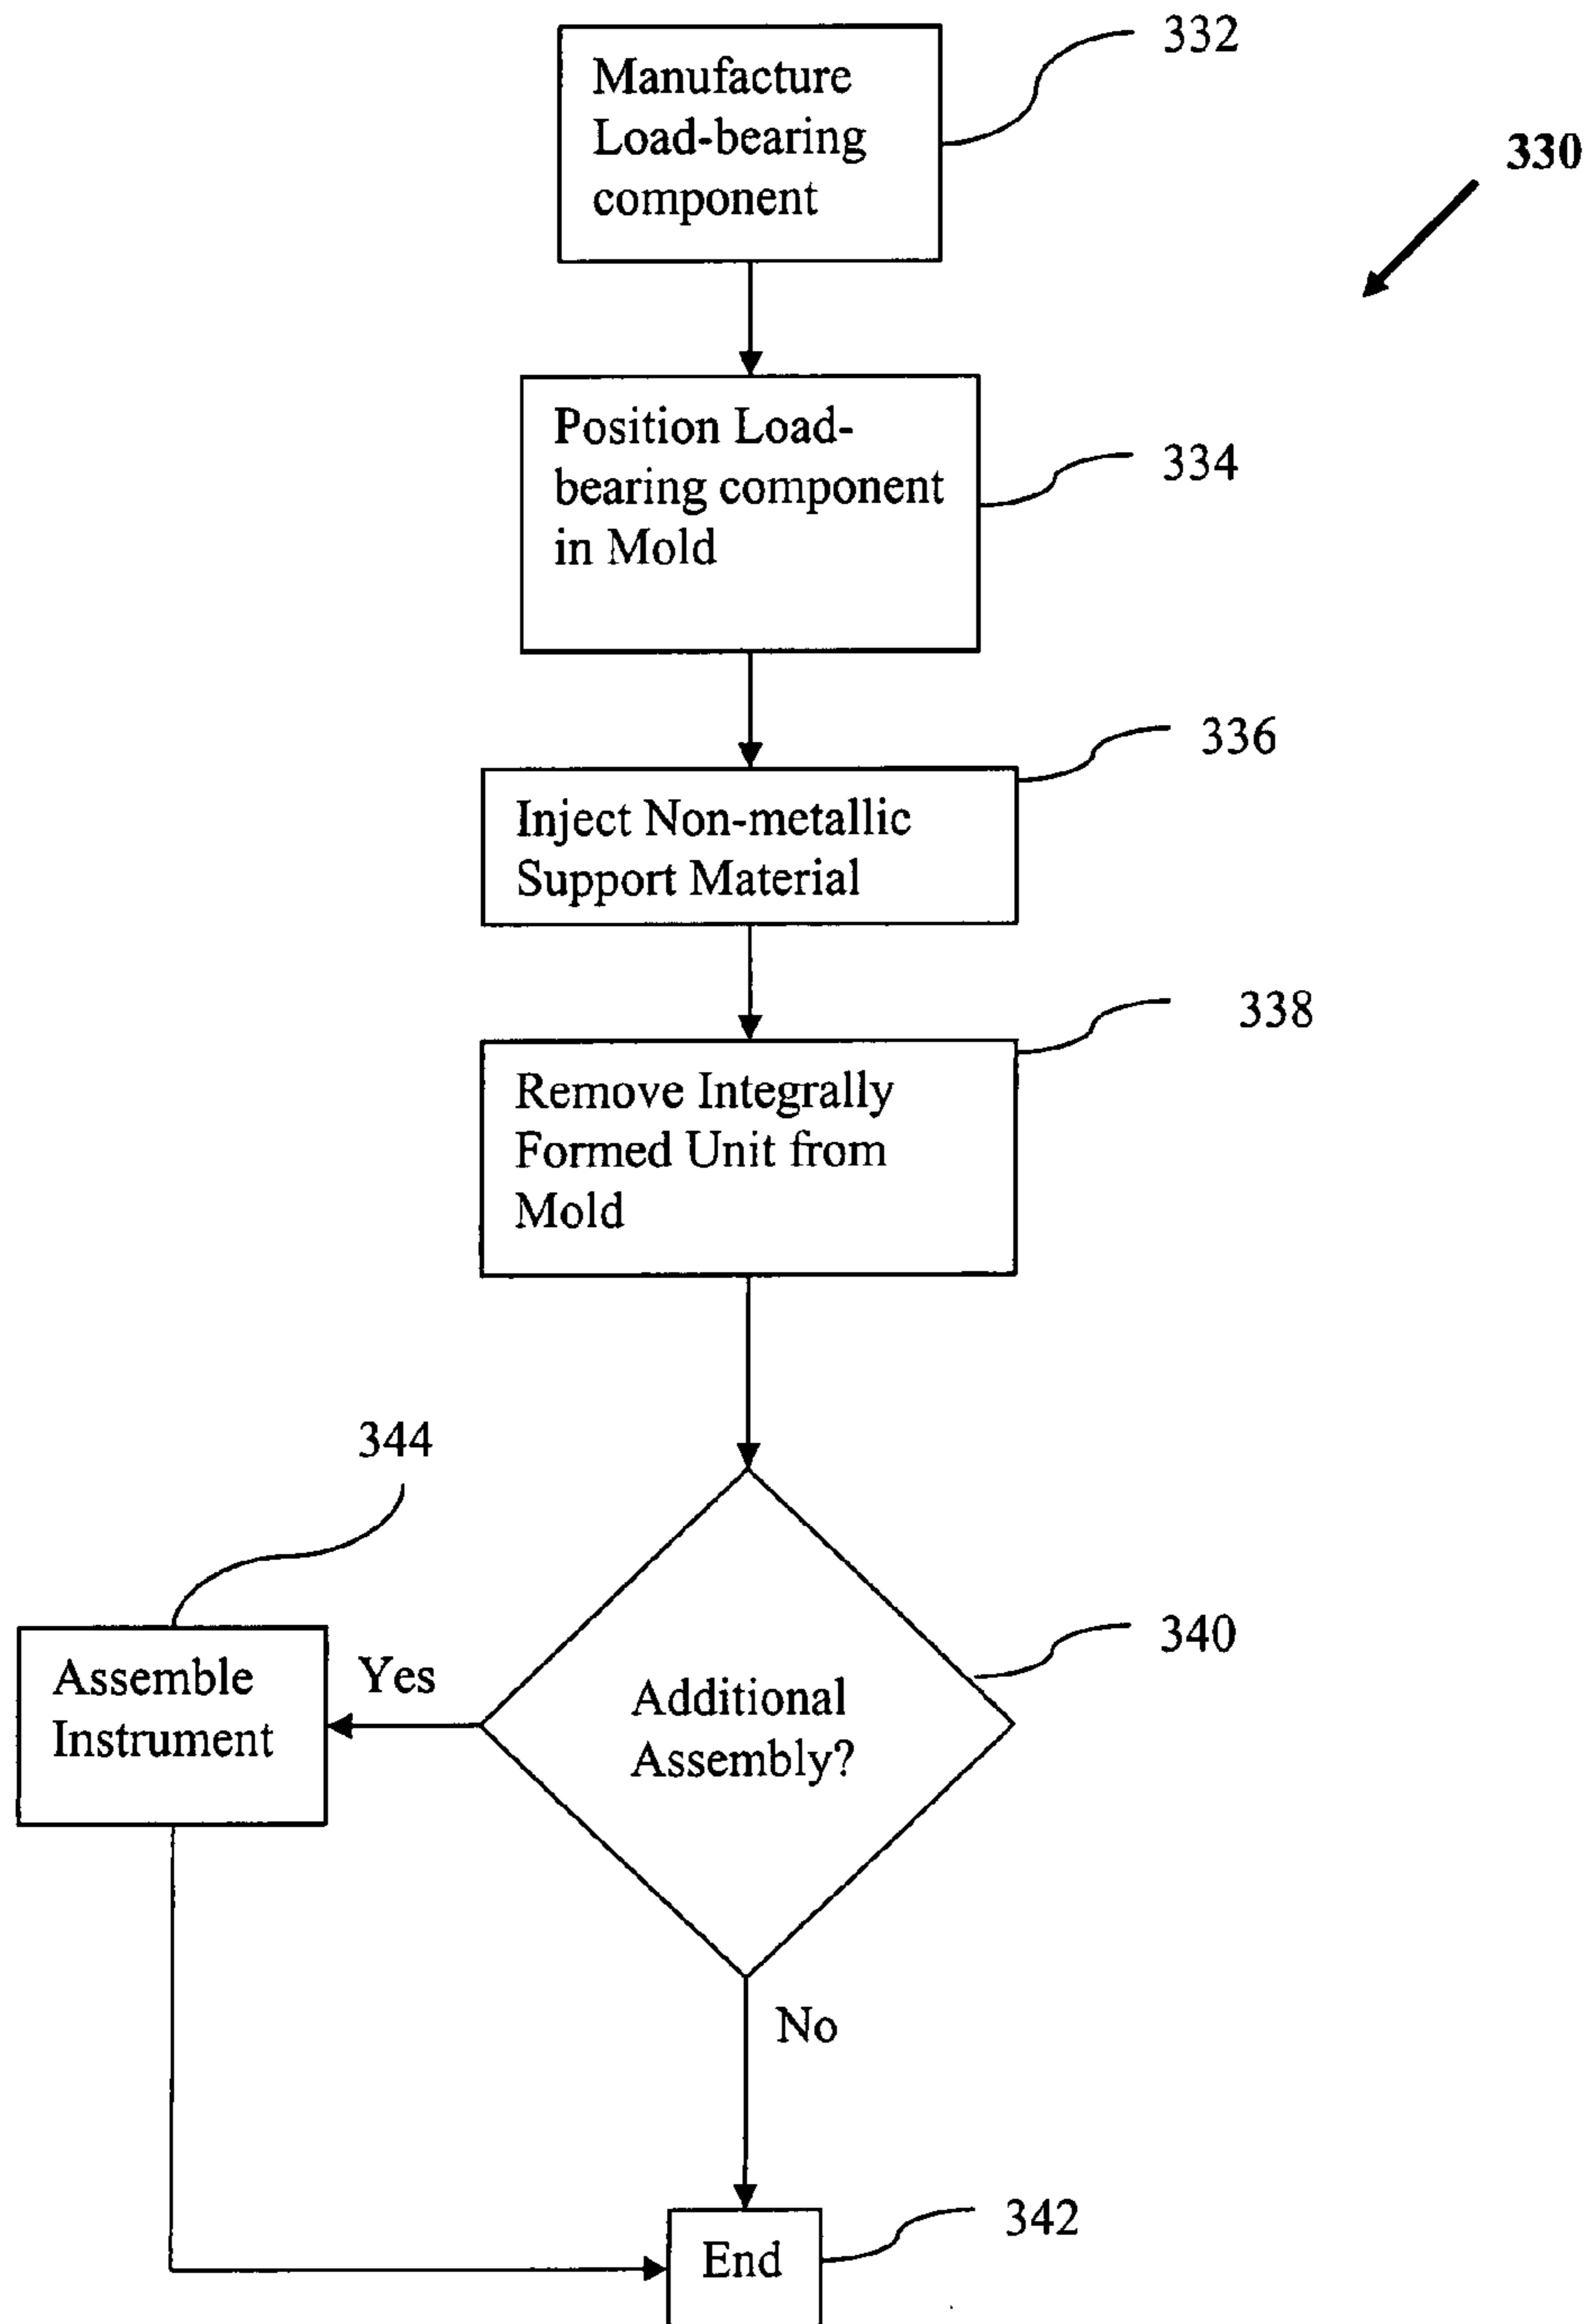 332
Manufacture
Load-bearing
component
330
Position Load-
bearing component
in Mold
334
336
Inject Non-metallic
Support Material
338
Remove Integrally
Formed Unit from
Mold
344
340
Assemble
Instrument
Yes
Additional
Assembly?
No
342
End